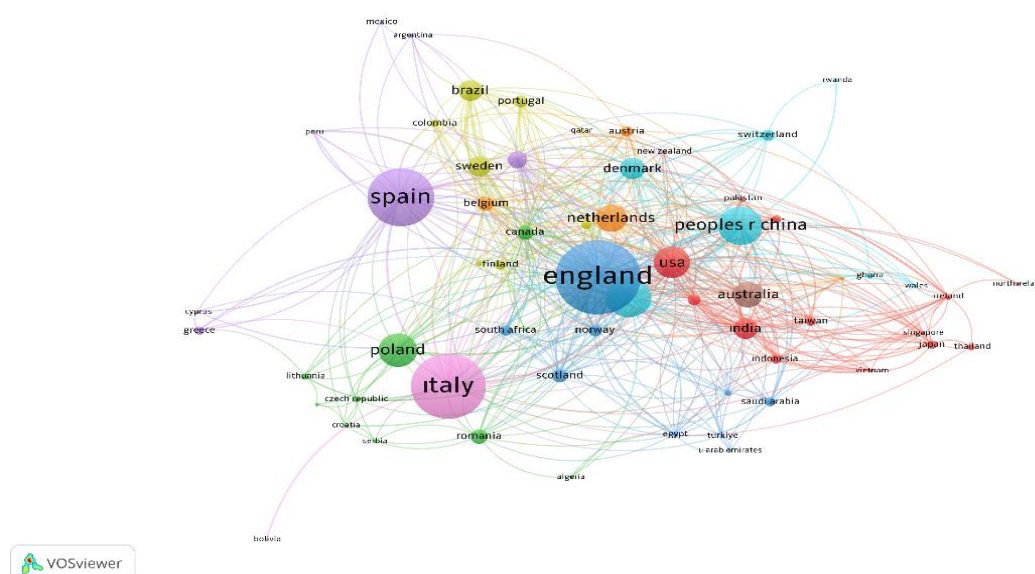 mexico
argentina
rwanda
brazil
portugal
colombia
peru
qatar
austria
switzerland
new zealand
sweden
denmark
spain
pakistan
belgium
netherlands
peoples r china
canada
usa
finland
england
ghana
wales
northirela
australia
ireland
cyprus
greece
south africa
norway
india
taiwan
singapore
japan
thailand
poland
indonesia
vietnam
lithuania
scotland
italy
czech republic
saudi arabia
croatia
serbia
romania
egypt
turkiye
u arab emirates
algeria
bolivia
VOSviewer